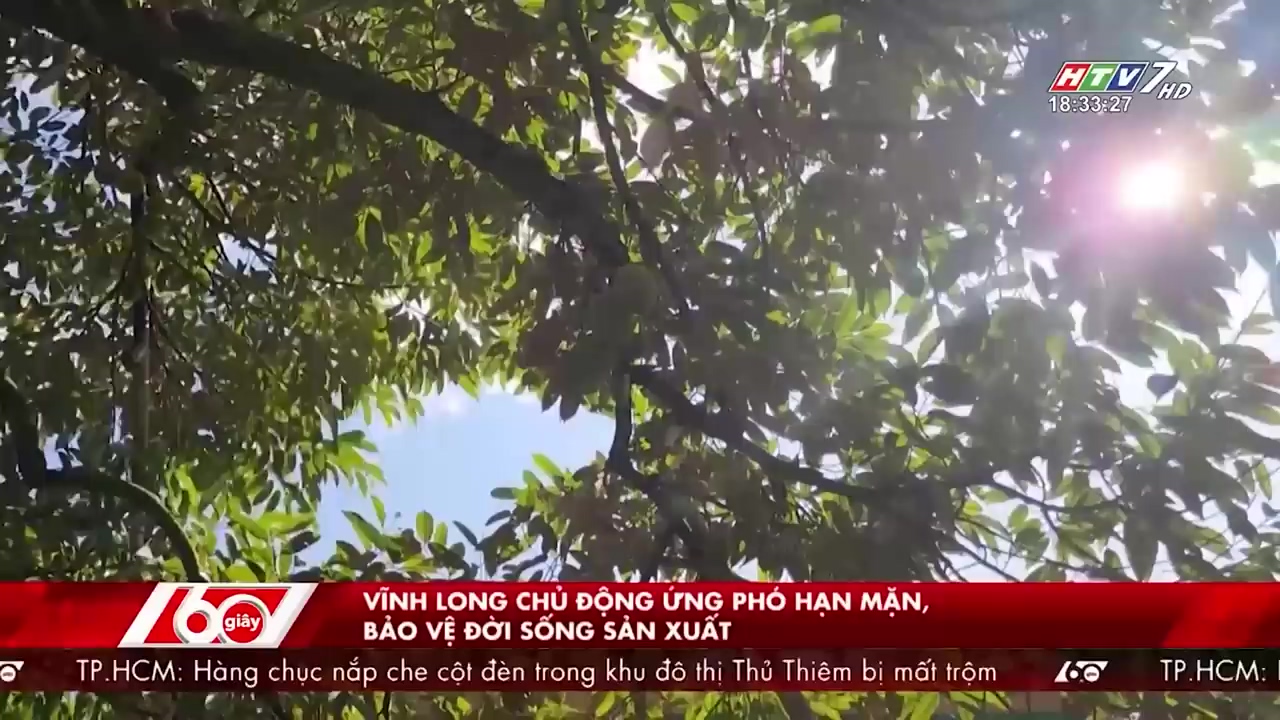 HTV7 HD
18:33:27
60 giây
VĨNH LONG CHỦ ĐỘNG ỨNG PHÓ HẠN MẶN,
BẢO VỆ ĐỜI SỐNG SẢN XUẤT
TP.HCM: Hàng chục nắp che cột đèn trong khu đô thị Thủ Thiêm bị mất trộm 60 TP.HCM: